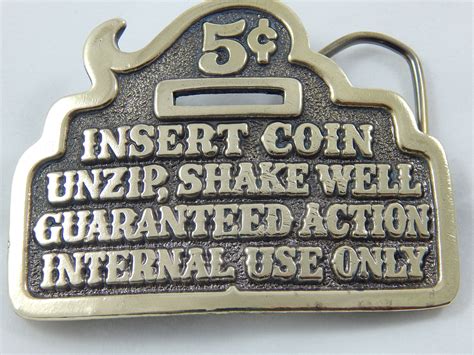 5¢
INSERT COIN
UNZIP, SHAKE WELL
GUARANTEED ACTION
INTERNAL USE ONLY